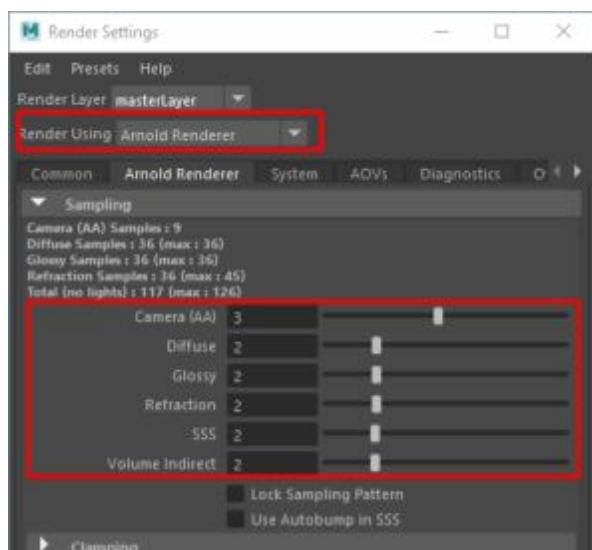 M Render Settings
Edit Presets Help
Render Layer masterLayer
Render Using Arnold Renderer
Common Arnold Renderer System AOVs Diagnostics O
Sampling
Camera (AA) Samples : 9
Diffuse Samples : 36 (max : 36)
Glossy Samples : 36 (max : 36)
Refraction Samples : 36 (max : 45)
Total (no lights) : 117 (max : 126)
Camera (AA) 3
Diffuse 2
Glossy 2
Refraction 2
SSS 2
Volume Indirect 2
Lock Sampling Pattern
Use Autobump in SSS
Clamping